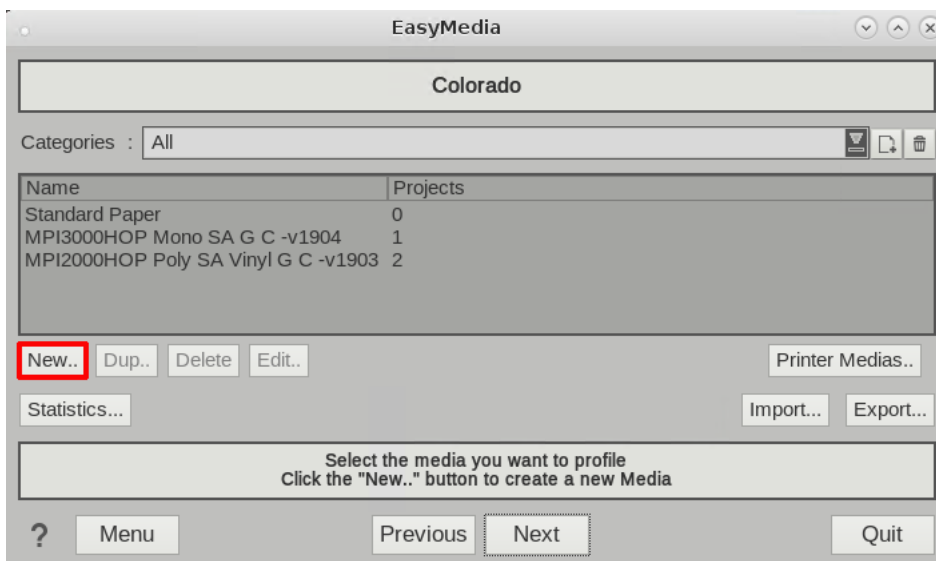 EasyMedia
Colorado
Categories : All
Name Projects
Standard Paper 0
MPI3000HOP Mono SA G C -v1904 1
MPI2000HOP Poly SA Vinyl G C -v1903 2
New.. Dup.. Delete Edit.. Printer Medias..
Statistics... Import... Export...
Select the media you want to profile
Click the "New.." button to create a new Media
? Menu Previous Next Quit